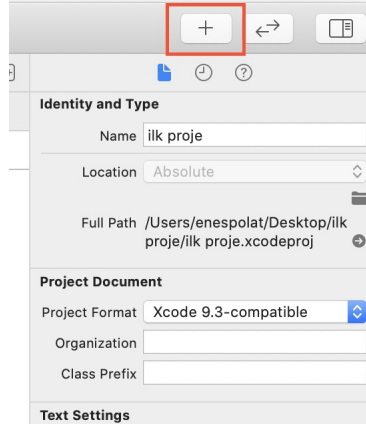 Identity and Type
Name ilk proje
Location Absolute
Full Path /Users/enespolat/Desktop/ilk
proje/ilk proje.xcodeproj
Project Document
Project Format Xcode 9.3-compatible
Organization
Class Prefix
Text Settings